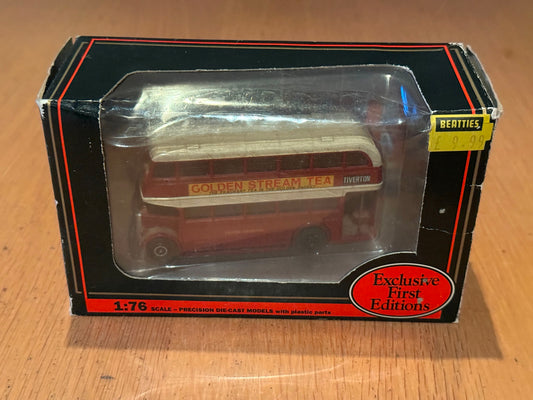 BEATTIES
£ 9.99
GOLDEN STREAM TEA
TIVERTON
Exclusive
First
Editions
1:76 SCALE – PRECISION DIE-CAST MODELS with plastic parts